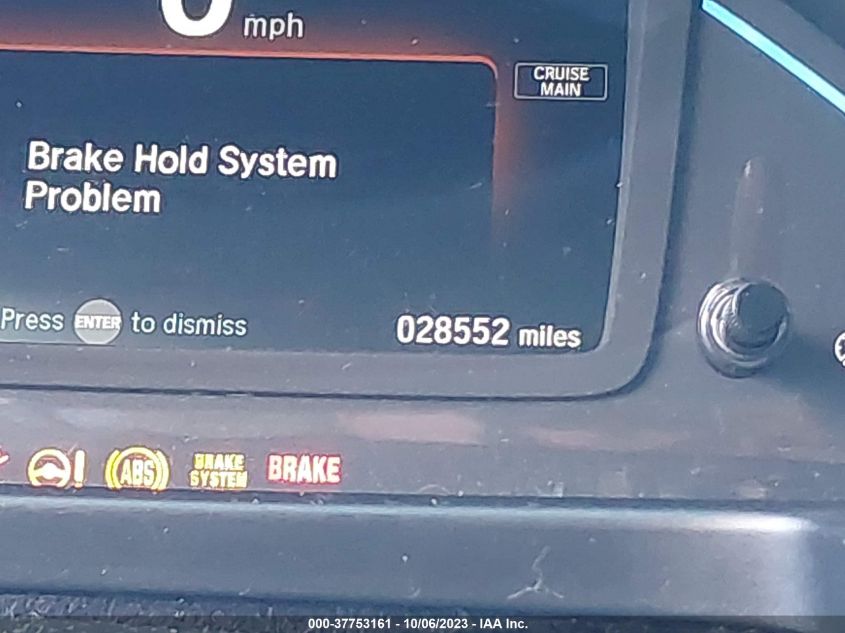 mph
CRUISE
MAIN
Brake Hold System
Problem
Press ENTER to dismiss
028552 miles
ABS
BRAKE
SYSTEM
BRAKE
000-37753161 - 10/06/2023 - IAA Inc.